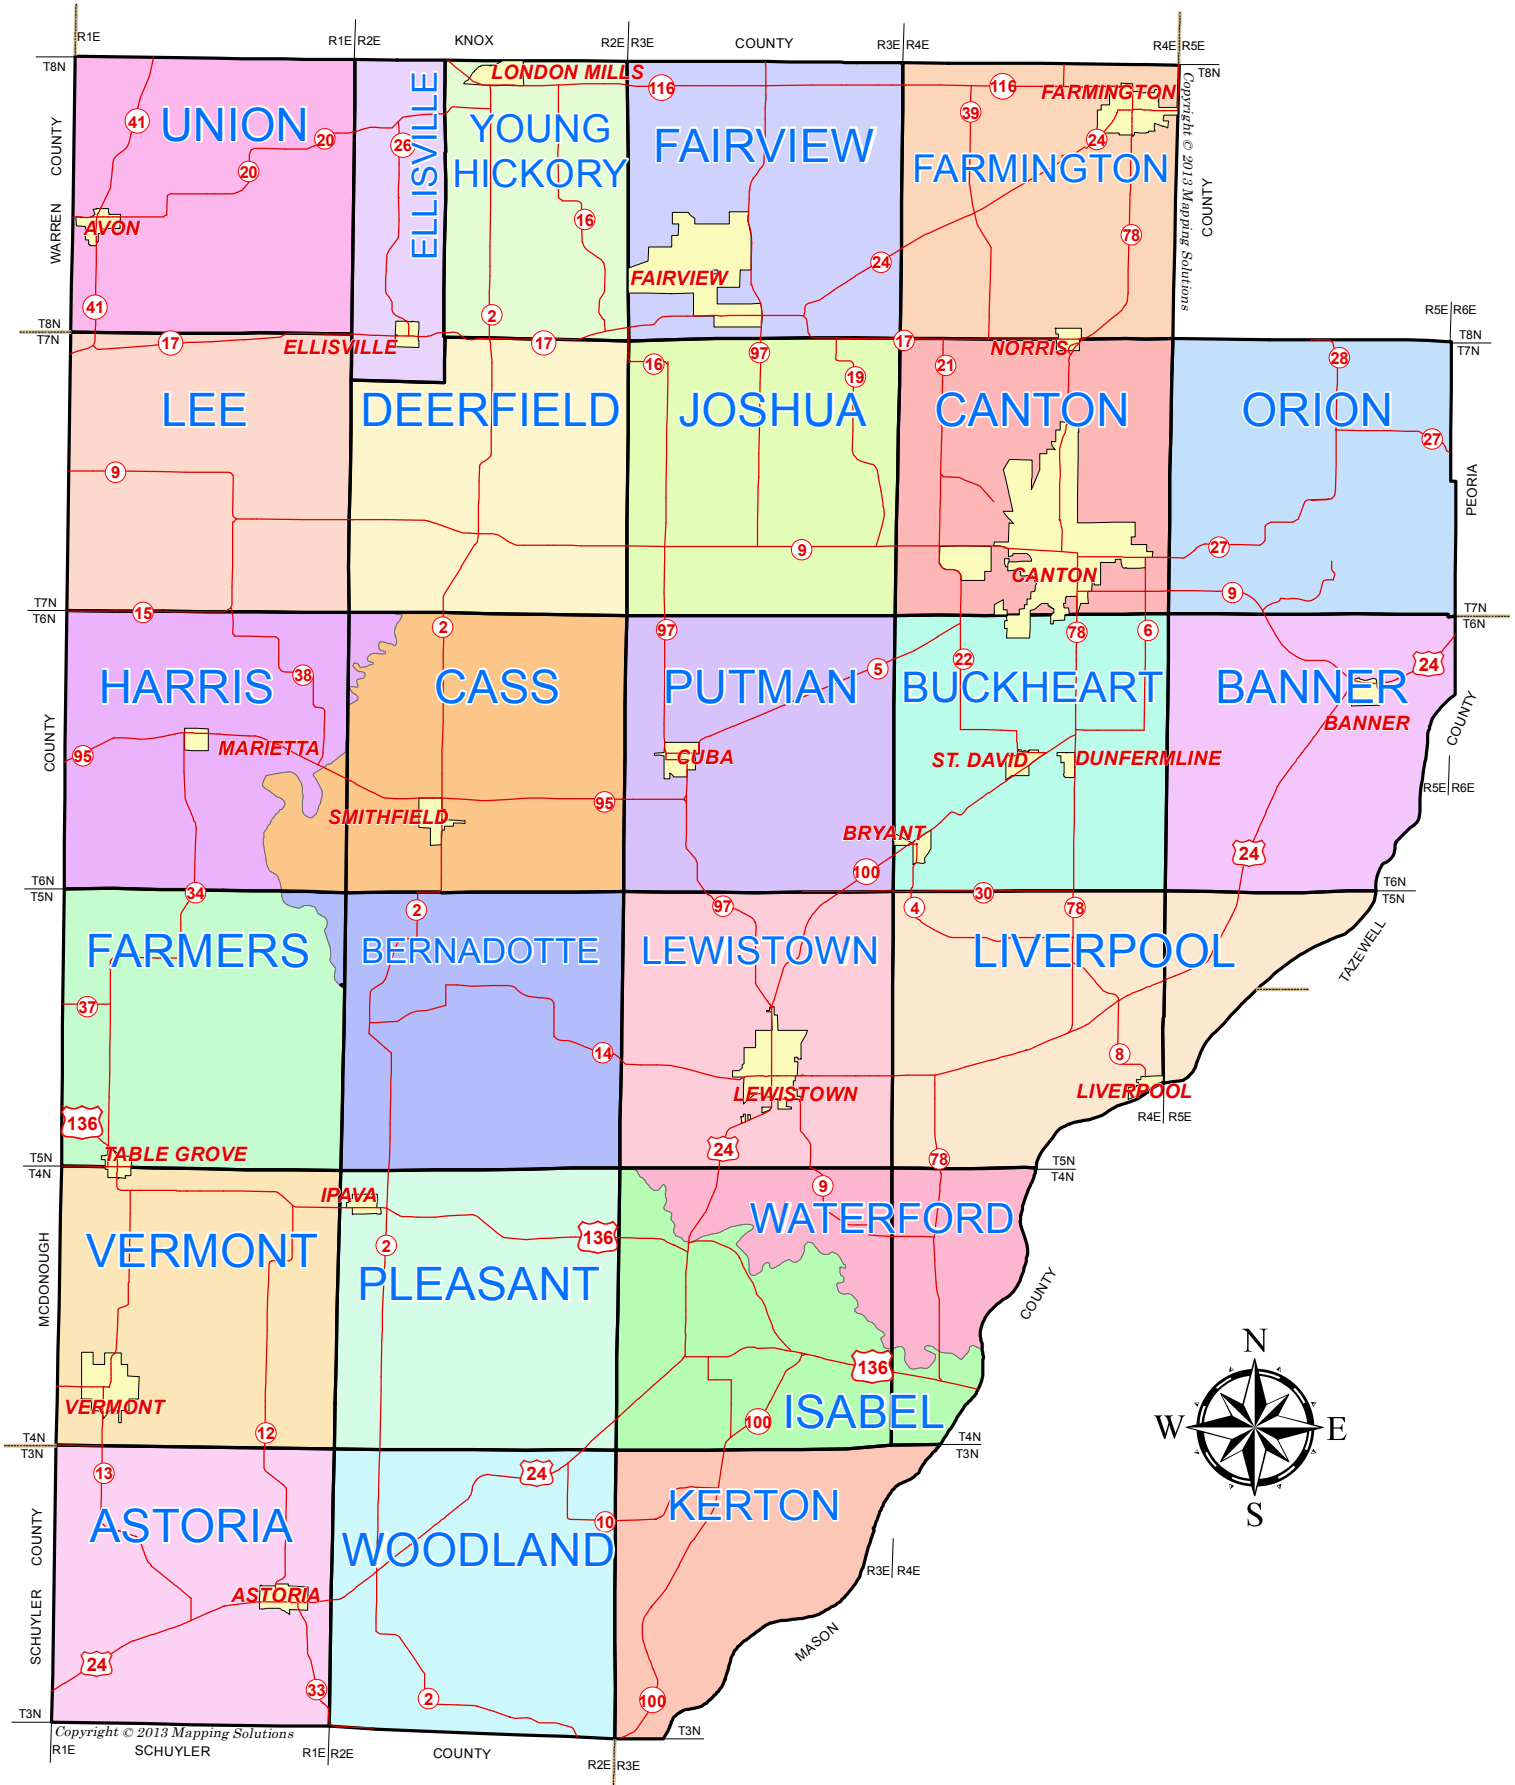 R1E
R1E R2E
KNOX
R2E R3E
COUNTY
R3E R4E
R4E R5E
T8N
T8N
LONDON MILLS
116
116
FARMINGTON
Copyright © 2013 Mapping Solutions
COUNTY
WARREN
41
UNION
20
20
26
ELLISVILLE
YOUNG
HICKORY
FAIRVIEW
39
24
FARMINGTON
COUNTY
AVON
16
78
24
FAIRVIEW
41
2
R5E R6E
T8N
T7N
17
ELLISVILLE
17
17
NORRIS
T8N
T7N
16
97
19
21
28
LEE
DEERFIELD
JOSHUA
CANTON
ORION
27
9
PEORIA
9
27
CANTON
9
T7N
T6N
15
2
97
78
6
T7N
T6N
38
5
22
24
HARRIS
CASS
PUTMAN
BUCKHEART
BANNER
BANNER
COUNTY
COUNTY
95
MARIETTA
CUBA
ST. DAVID
DUNFERMLINE
R5E R6E
SMITHFIELD
95
BRYANT
24
100
T6N
T5N
34
30
T6N
T5N
2
97
4
78
FARMERS
BERNADOTTE
LEWISTOWN
LIVERPOOL
TAZEWELL
37
14
8
LEWISTOWN
LIVERPOOL
R4E R5E
136
TABLE GROVE
24
78
T5N
T4N
T5N
T4N
IPAVA
9
WATERFORD
MCDONOUGH
VERMONT
2
136
PLEASANT
COUNTY
136
VERMONT
ISABEL
100
12
T4N
T3N
T4N
T3N
N
W
E
S
13
24
KERTON
COUNTY
ASTORIA
10
WOODLAND
R3E R4E
SCHUYLER
ASTORIA
MASON
24
33
2
100
T3N
Copyright © 2013 Mapping Solutions
T3N
R1E
SCHUYLER
R1E R2E
COUNTY
R2E R3E